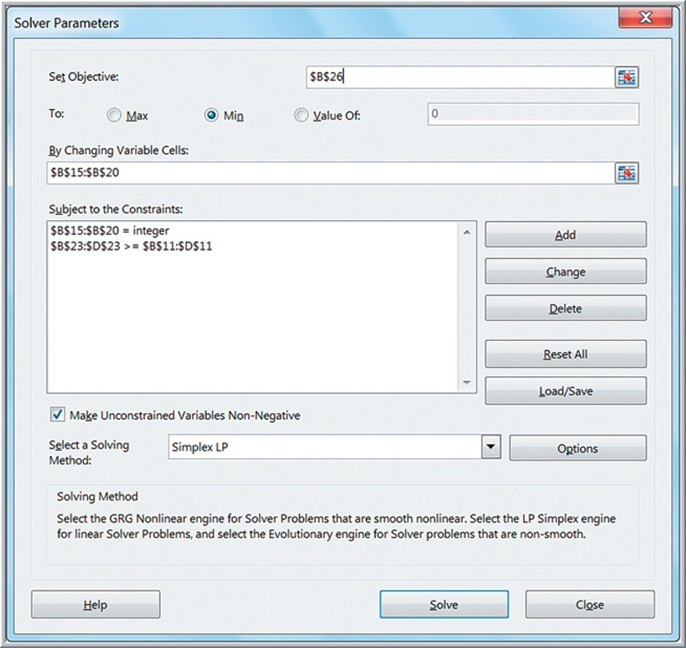 Solver Parameters
Set Objective:
$B$26
To:
Max
Min
Value Of:
0
By Changing Variable Cells:
$B$15:$B$20
Subject to the Constraints:
$B$15:$B$20 = integer
$B$23:$D$23 >= $B$11:$D$11
Add
Change
Delete
Reset All
Load/Save
Make Unconstrained Variables Non-Negative
Select a Solving
Method:
Simplex LP
Options
Solving Method
Select the GRG Nonlinear engine for Solver Problems that are smooth nonlinear. Select the LP Simplex engine
for linear Solver Problems, and select the Evolutionary engine for Solver problems that are non-smooth.
Help
Solve
Close